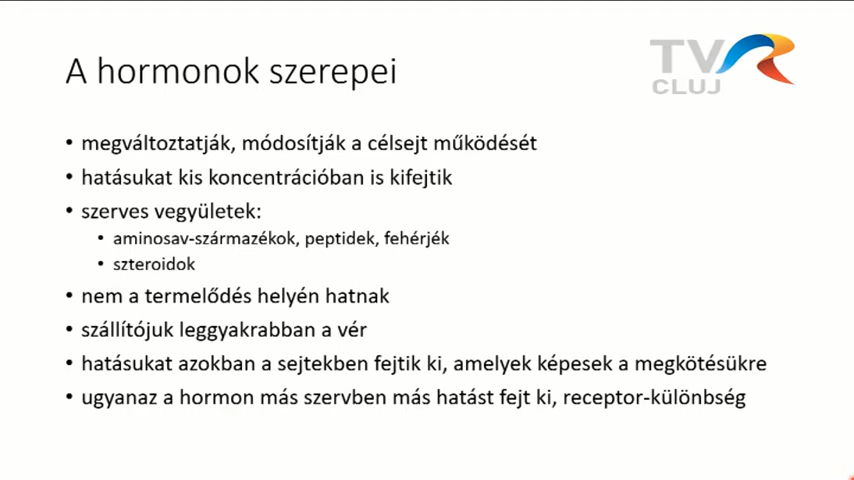 TVR
CLUJ
A hormonok szerepei
• megváltoztatják, módosítják a célsejt működését
• hatásukat kis koncentrációban is kifejtik
• szerves vegyületek:
• aminosav-származékok, peptidek, fehérjék
• szteroidok
• nem a termelődés helyén hatnak
• szállítójuk leggyakrabban a vér
• hatásukat azokban a sejtekben fejtik ki, amelyek képesek a megkötésükre
• ugyanaz a hormon más szervben más hatást fejt ki, receptor-különbség